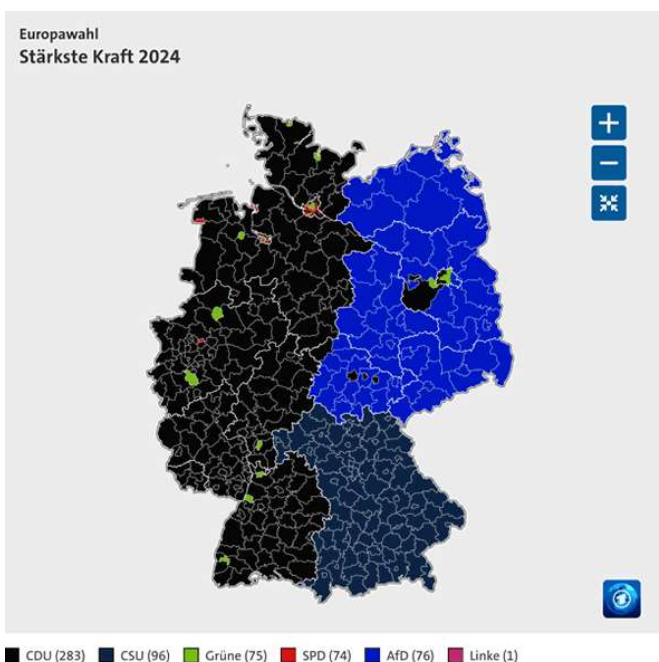 Europawahl
Stärkste Kraft 2024
CDU (283) CSU (96) Grüne (75) SPD (74) AfD (76) Linke (1)